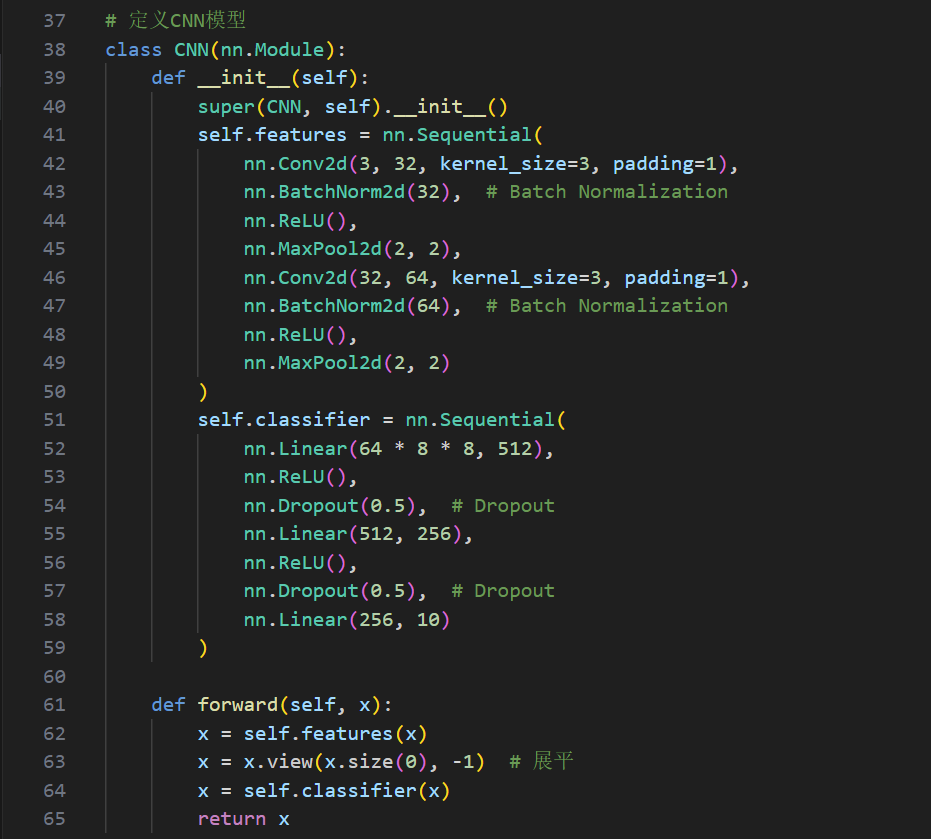 37 # 定义CNN模型
38 class CNN(nn.Module):
39     def __init__(self):
40         super(CNN, self).__init__()
41         self.features = nn.Sequential(
42             nn.Conv2d(3, 32, kernel_size=3, padding=1),
43             nn.BatchNorm2d(32),  # Batch Normalization
44             nn.ReLU(),
45             nn.MaxPool2d(2, 2),
46             nn.Conv2d(32, 64, kernel_size=3, padding=1),
47             nn.BatchNorm2d(64),  # Batch Normalization
48             nn.ReLU(),
49             nn.MaxPool2d(2, 2)
50         )
51         self.classifier = nn.Sequential(
52             nn.Linear(64 * 8 * 8, 512),
53             nn.ReLU(),
54             nn.Dropout(0.5),  # Dropout
55             nn.Linear(512, 256),
56             nn.ReLU(),
57             nn.Dropout(0.5),  # Dropout
58             nn.Linear(256, 10)
59         )
60
61     def forward(self, x):
62         x = self.features(x)
63         x = x.view(x.size(0), -1)  # 展平
64         x = self.classifier(x)
65         return x